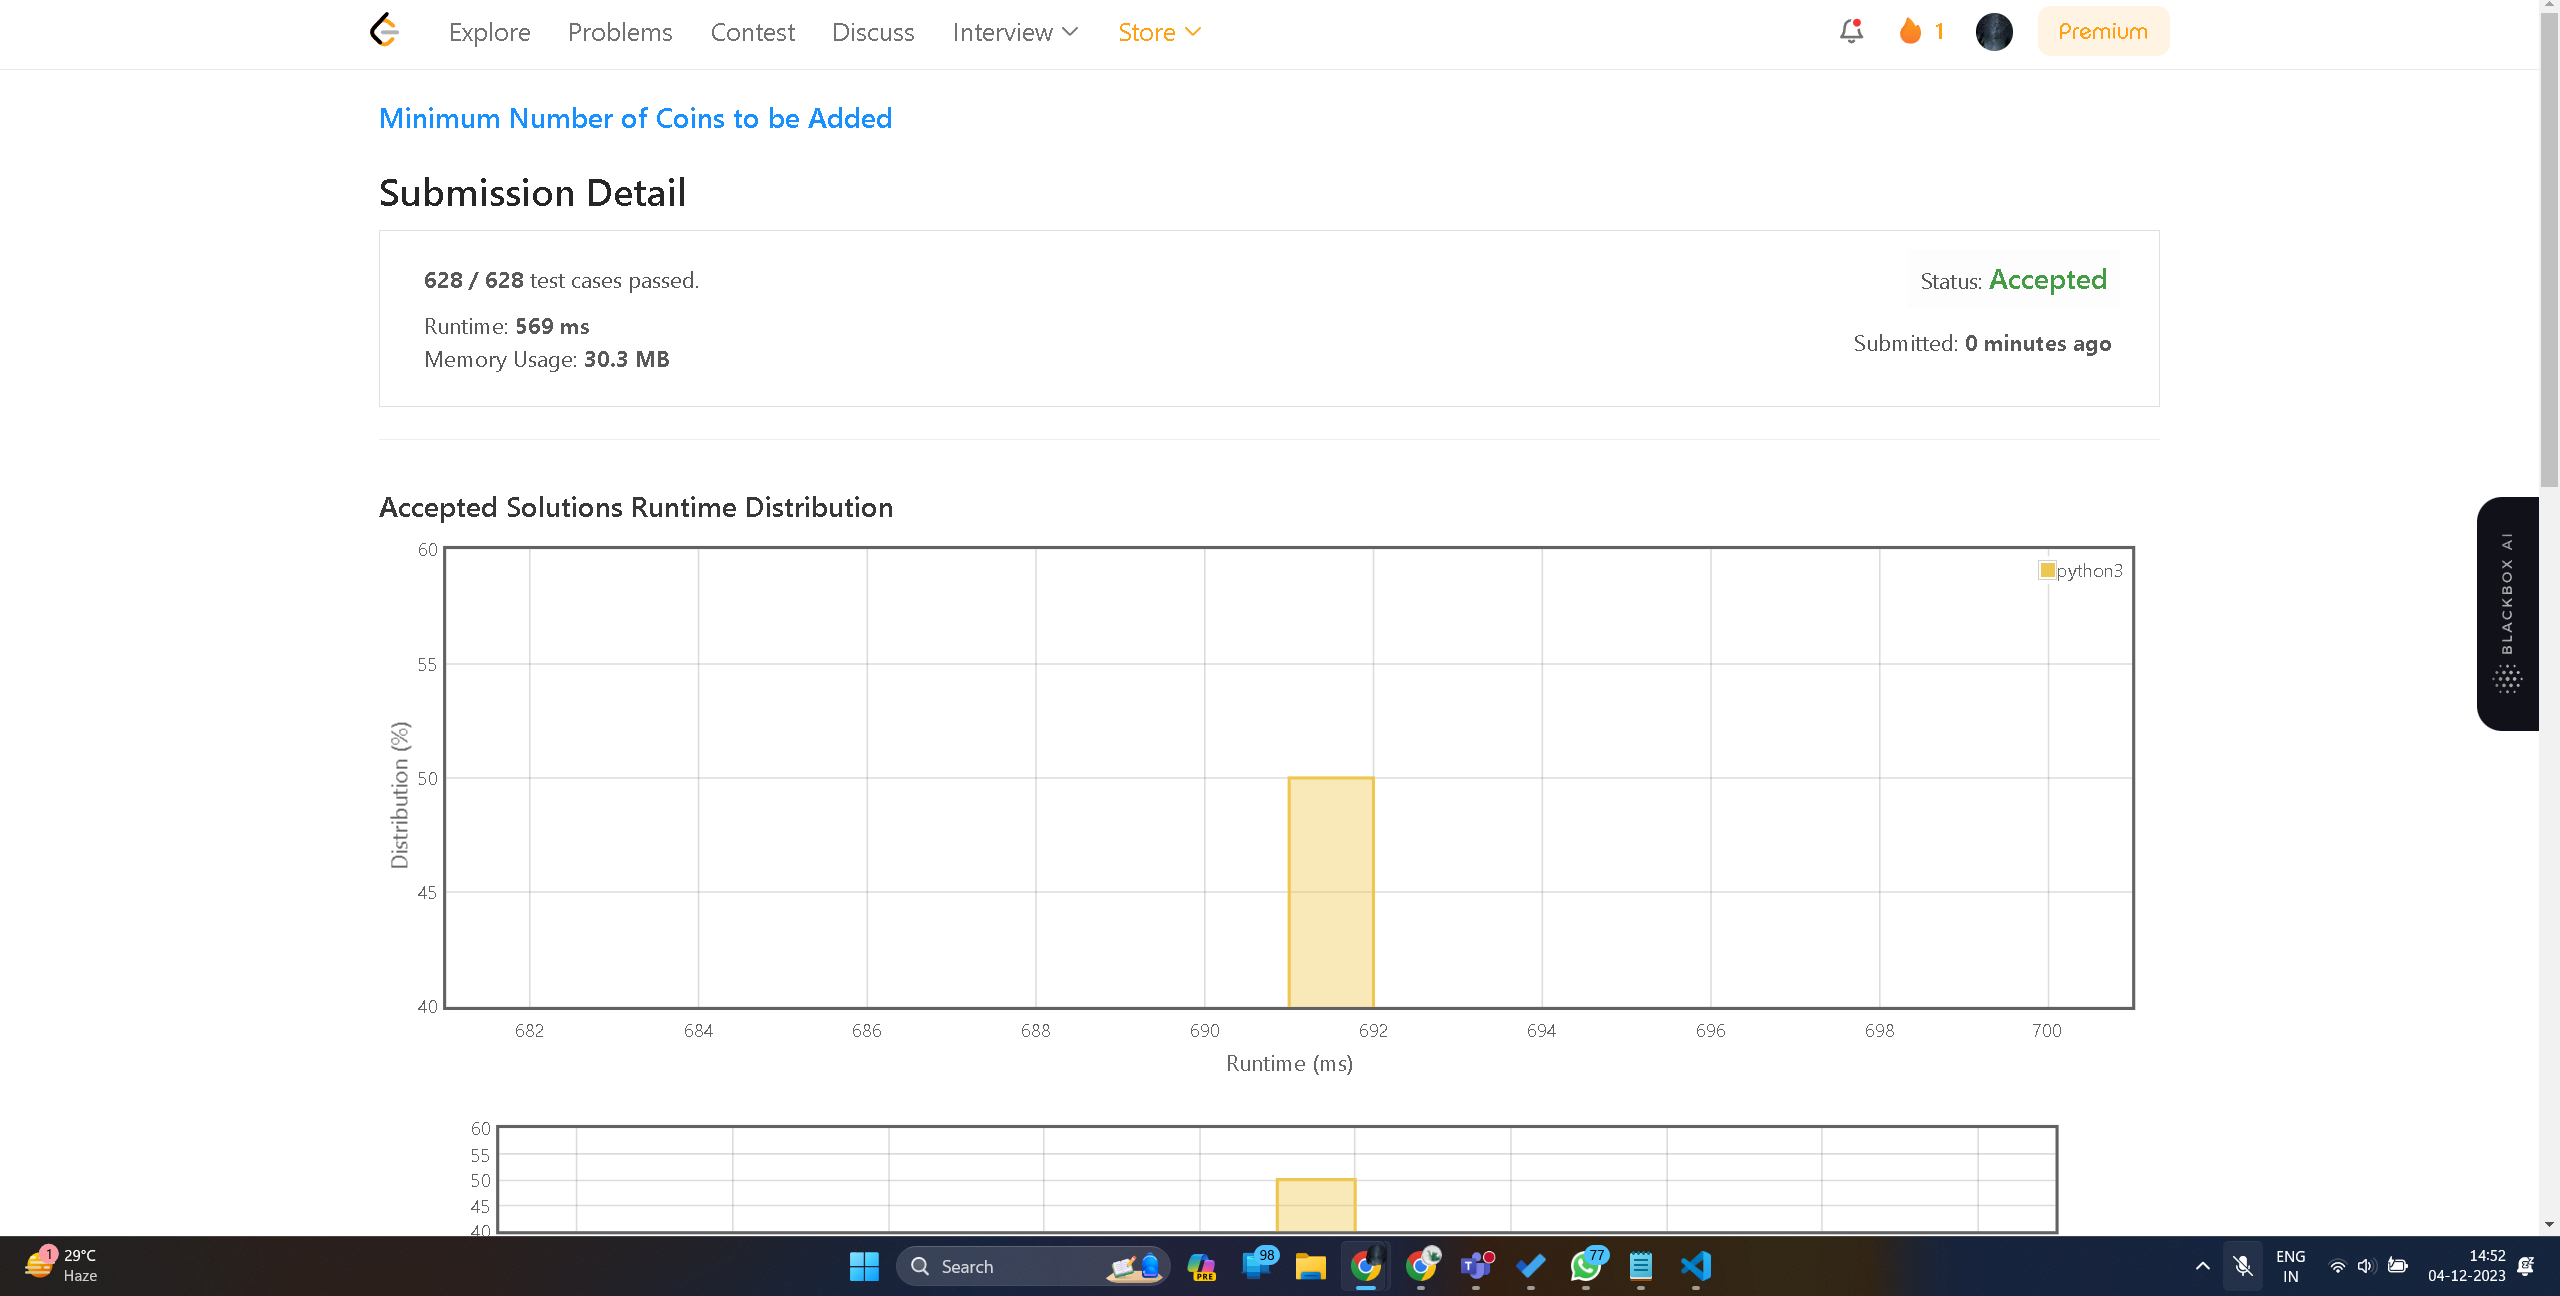 Explore Problems Contest Discuss Interview Store 1 Premium
Minimum Number of Coins to be Added
Submission Detail
628 / 628 test cases passed.
Status: Accepted
Runtime: 569 ms
Submitted: 0 minutes ago
Memory Usage: 30.3 MB
Accepted Solutions Runtime Distribution
60
python3
55
50
45
40
Distribution (%)
682 684 686 688 690 692 694 696 698 700
Runtime (ms)
60
55
50
45
40
BLACKBOX AI
1
29°C
Haze
Search
PRE
98
T
77
ENG
IN
14:52
04-12-2023